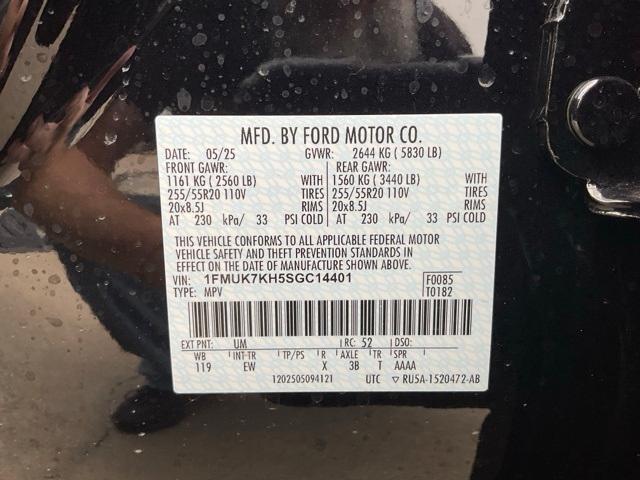 MFD. BY FORD MOTOR CO.
DATE: 05/25 GVWR: 2644 KG ( 5830 LB)
FRONT GAWR: REAR GAWR:
1161 KG ( 2560 LB) WITH 1560 KG ( 3440 LB) WITH
255/55R20 110V TIRES 255/55R20 110V TIRES
20x8.5J RIMS 20x8.5J RIMS
AT 230 kPa/ 33 PSI COLD AT 230 kPa/ 33 PSI COLD
THIS VEHICLE CONFORMS TO ALL APPLICABLE FEDERAL MOTOR
VEHICLE SAFETY AND THEFT PREVENTION STANDARDS IN
EFFECT ON THE DATE OF MANUFACTURE SHOWN ABOVE.
VIN: 1FMUK7KH5SGC14401 F0085
TYPE: MPV T0182
EXT PNT: UM RC: 52 DSO:
WB INT-TR TP/PS R AXLE TR SPR
119 EW X 3B T AAAA
1202505094121 UTC ▽ RU5A-1520472-AB